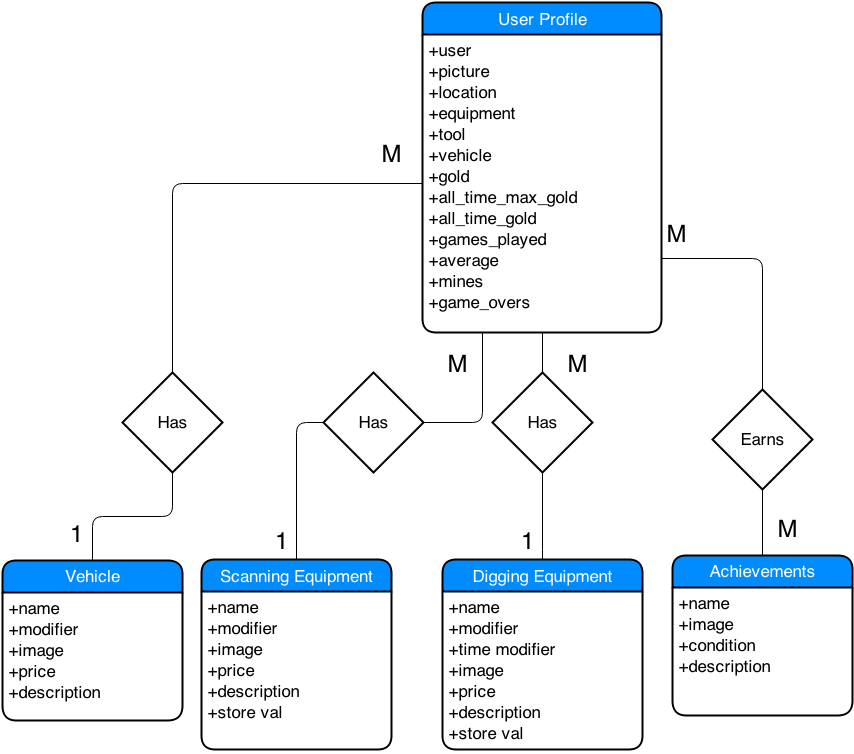 User Profile
+user
+picture
+location
+equipment
+tool
+vehicle
+gold
+all_time_max_gold
+all_time_gold
+games_played
+average
+mines
+game_overs
M
M
M
M
Has
Has
Has
Earns
1
1
1
M
Vehicle
+name
+modifier
+image
+price
+description
Scanning Equipment
+name
+modifier
+image
+price
+description
+store val
Digging Equipment
+name
+modifier
+time modifier
+image
+price
+description
+store val
Achievements
+name
+image
+condition
+description